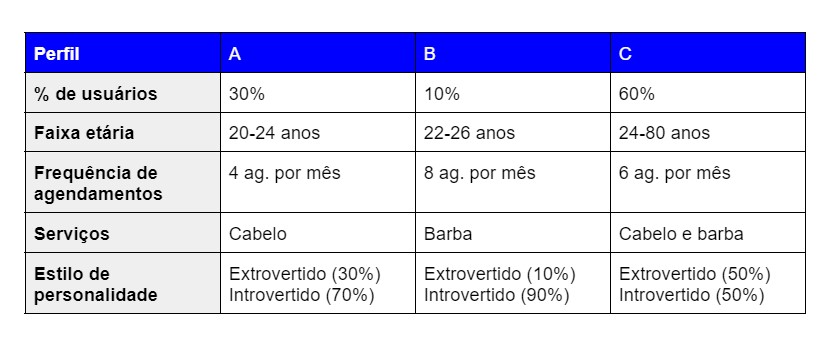 Perfil A B C
% de usuários 30% 10% 60%
Faixa etária 20-24 anos 22-26 anos 24-80 anos
Frequência de agendamentos 4 ag. por mês 8 ag. por mês 6 ag. por mês
Serviços Cabelo Barba Cabelo e barba
Estilo de Extrovertido (30%) Extrovertido (10%) Extrovertido (50%)
personalidade Introvertido (70%) Introvertido (90%) Introvertido (50%)